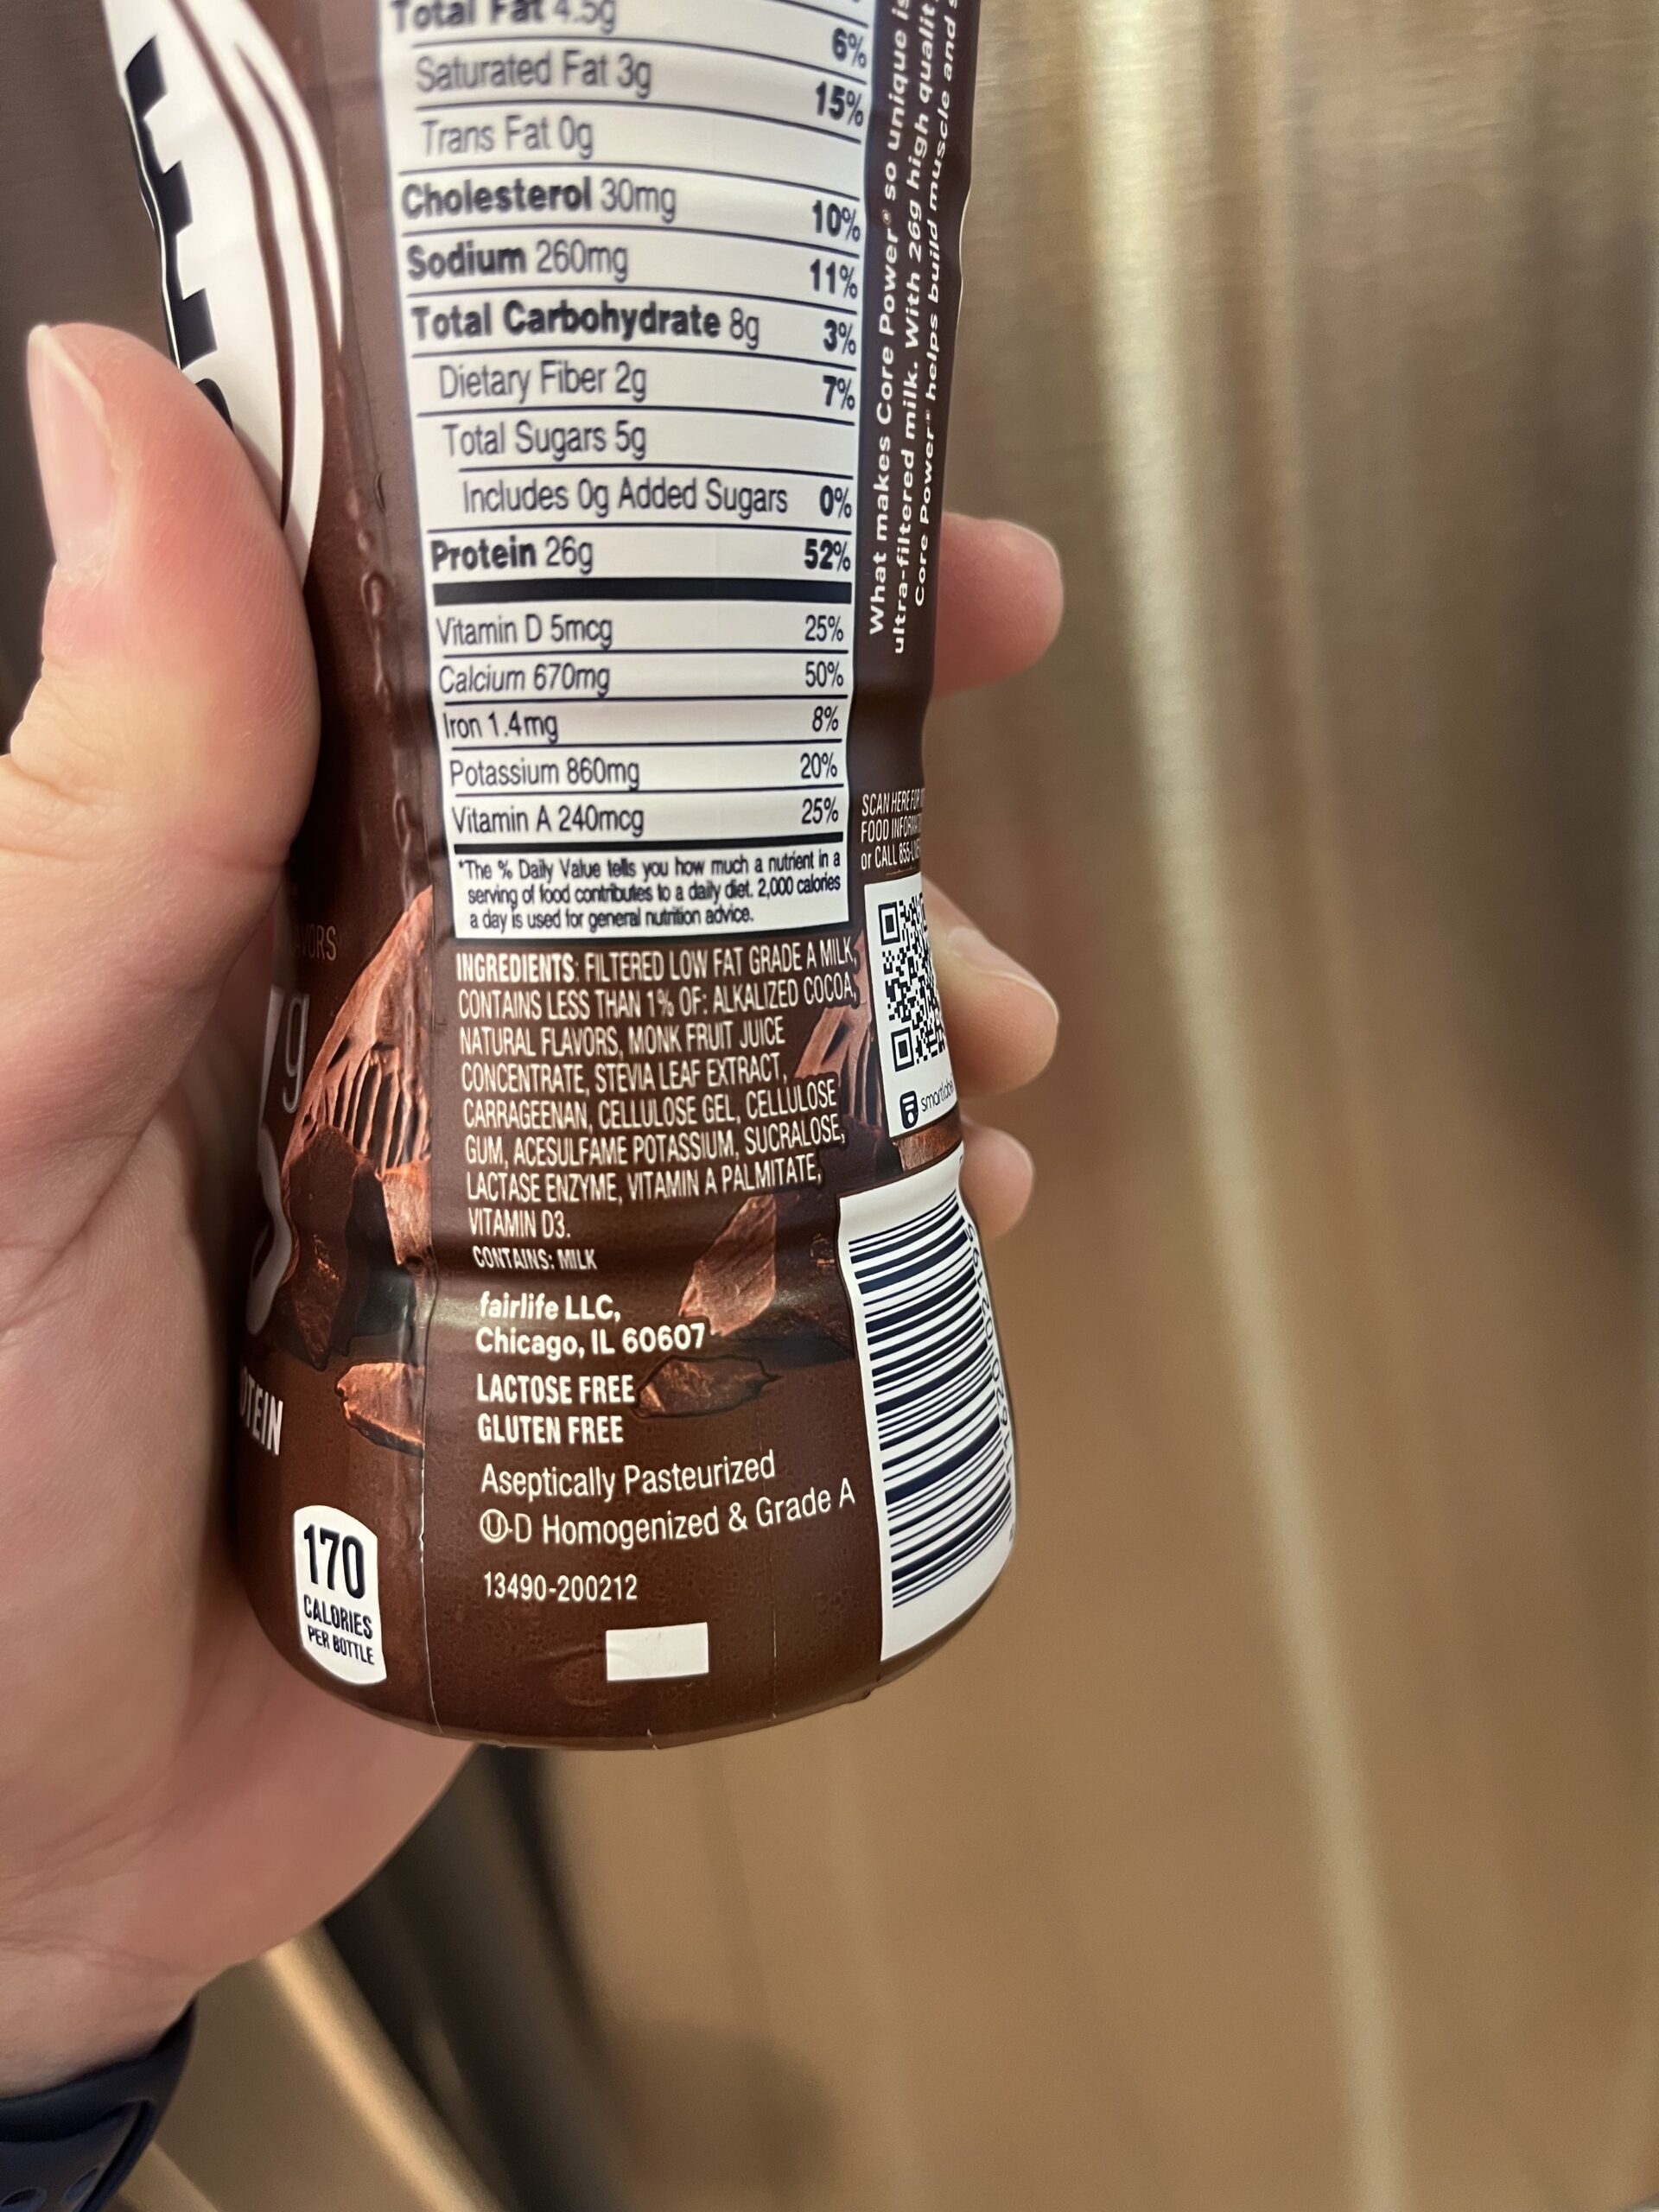 Total Fat 4.5g 6%
Saturated Fat 3g 15%
Trans Fat 0g
Cholesterol 30mg 10%
Sodium 260mg 11%
Total Carbohydrate 8g 3%
Dietary Fiber 2g 7%
Total Sugars 5g
Includes 0g Added Sugars 0%
Protein 26g 52%
Vitamin D 5mcg 25%
Calcium 670mg 50%
Iron 1.4mg 8%
Potassium 860mg 20%
Vitamin A 240mcg 25%
*The % Daily Value tells you how much a nutrient in a
serving of food contributes to a daily diet. 2,000 calories
a day is used for general nutrition advice.
INGREDIENTS: FILTERED LOW FAT GRADE A MILK,
CONTAINS LESS THAN 1% OF: ALKALIZED COCOA,
NATURAL FLAVORS, MONK FRUIT JUICE
CONCENTRATE, STEVIA LEAF EXTRACT,
CARRAGEENAN, CELLULOSE GEL, CELLULOSE
GUM, ACESULFAME POTASSIUM, SUCRALOSE,
LACTASE ENZYME, VITAMIN A PALMITATE,
VITAMIN D3.
CONTAINS: MILK
fairlife LLC,
Chicago, IL 60607
LACTOSE FREE
GLUTEN FREE
Aseptically Pasteurized
Ⓤ-D Homogenized & Grade A
13490-200212
170
CALORIES
PER BOTTLE
What makes Core Power® so unique is
ultra-filtered milk. With 26g high quality
Core Power® helps build muscle and
SCAN HERE FOR
FOOD
or CALL
smartlabel